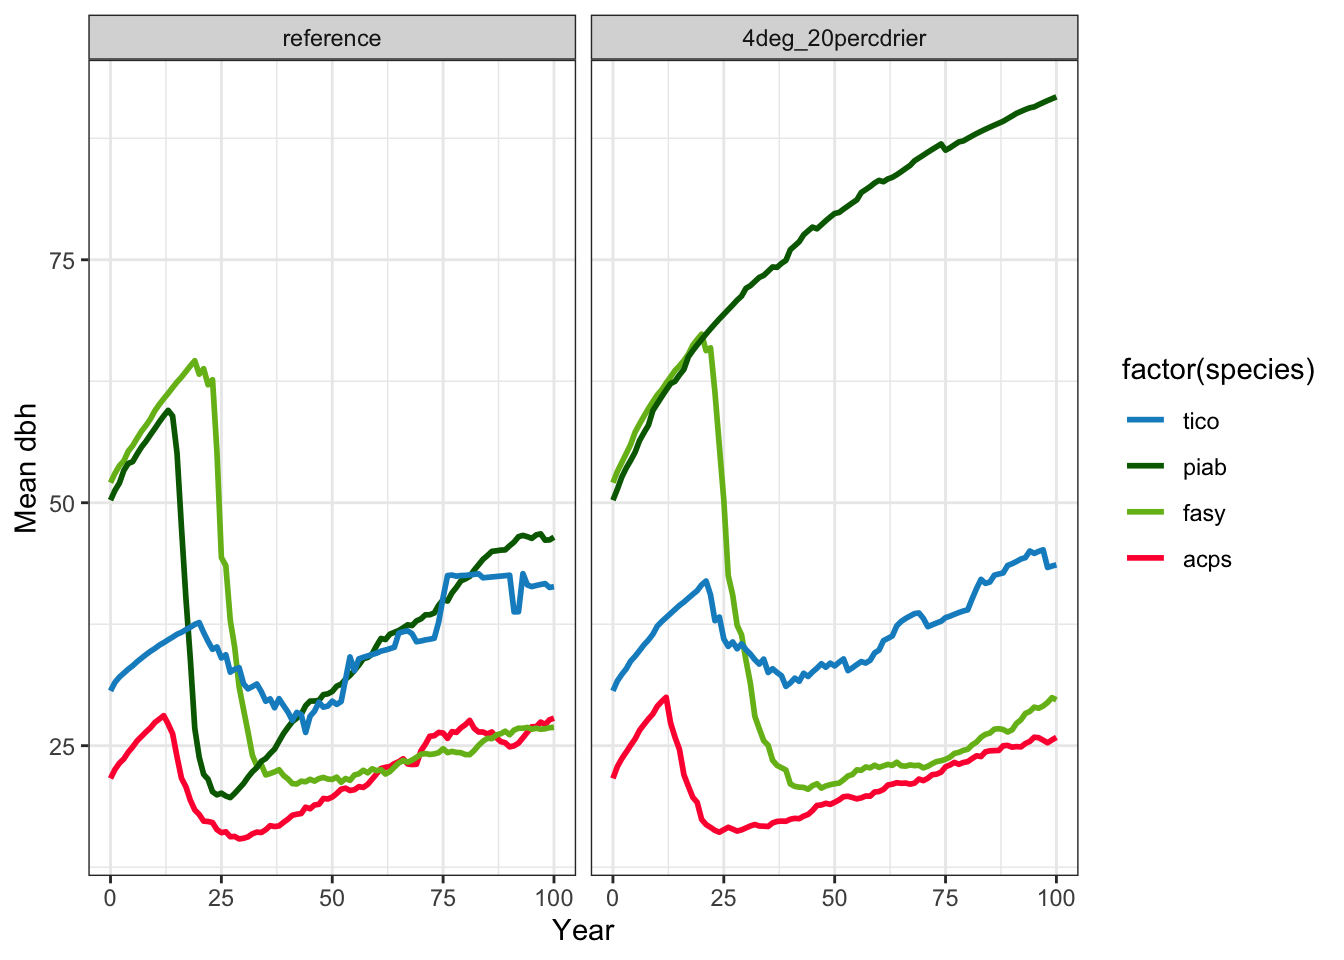 reference
4deg_20percdrier
Mean dbh
75
50
25
0
25
50
75
100
0
25
50
75
100
Year
factor(species)
tico
piab
fasy
acps